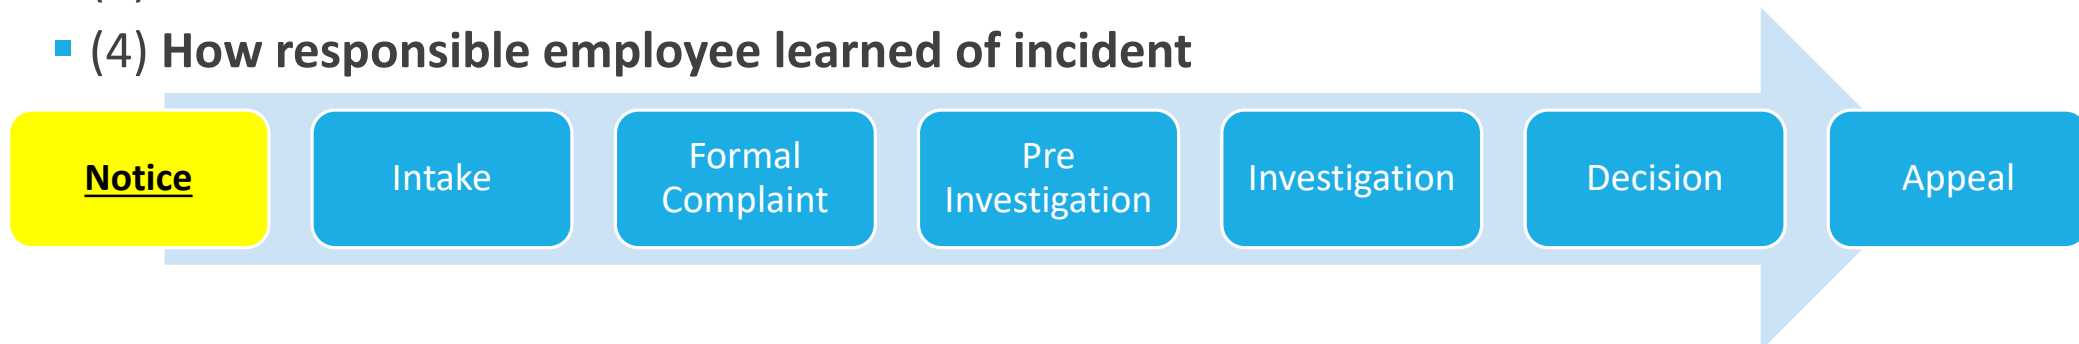 (4) How responsible employee learned of incident
Notice
Intake
Formal
Complaint
Pre
Investigation
Investigation
Decision
Appeal